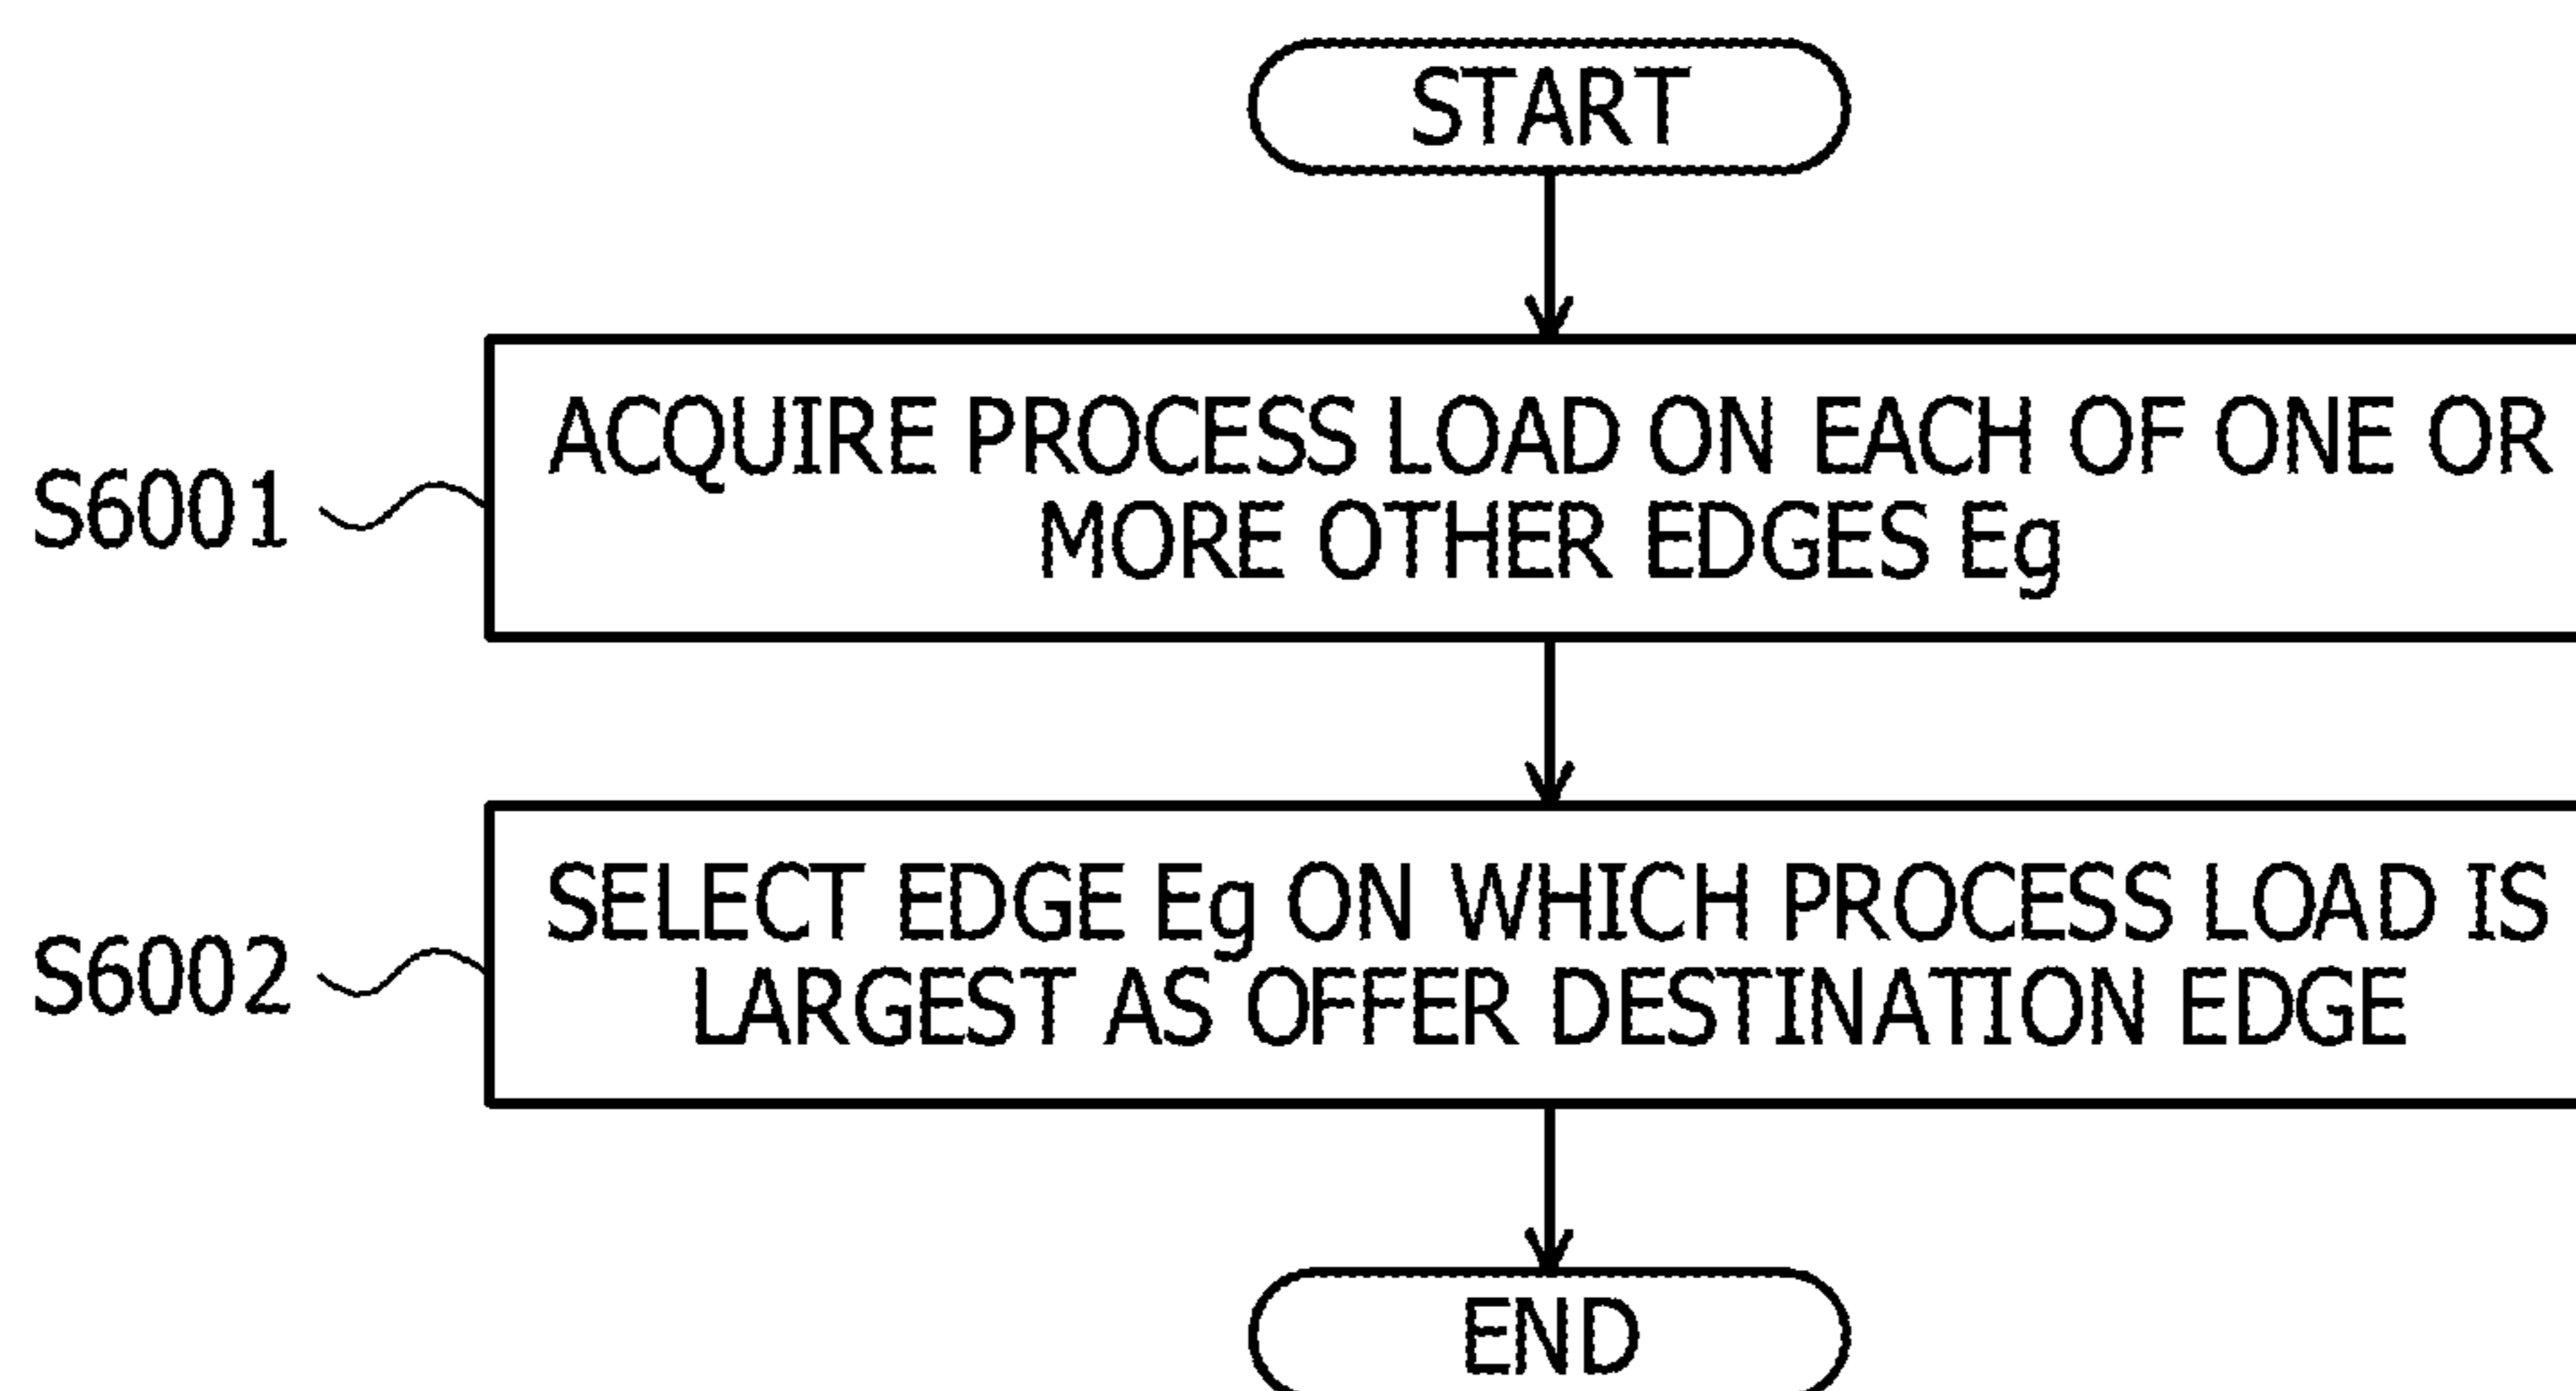 START
S6001
ACQUIRE PROCESS LOAD ON EACH OF ONE OR
MORE OTHER EDGES Eg
S6002
SELECT EDGE Eg ON WHICH PROCESS LOAD IS
LARGEST AS OFFER DESTINATION EDGE
END